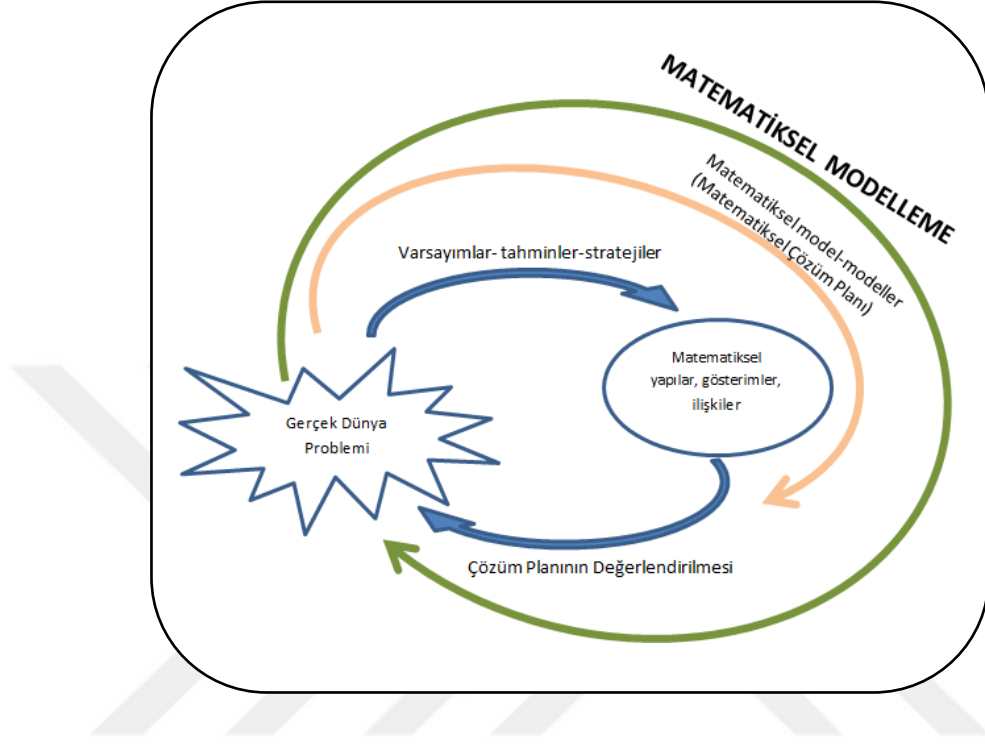 MATEMATİKSEL MODELLEME
Matematiksel model-modeller
(Matematiksel Çözüm Planı)
Varsayımlar- tahminler-stratejiler
Matematiksel
yapılar, gösterimler,
ilişkiler
Gerçek Dünya
Problemi
Çözüm Planının Değerlendirilmesi